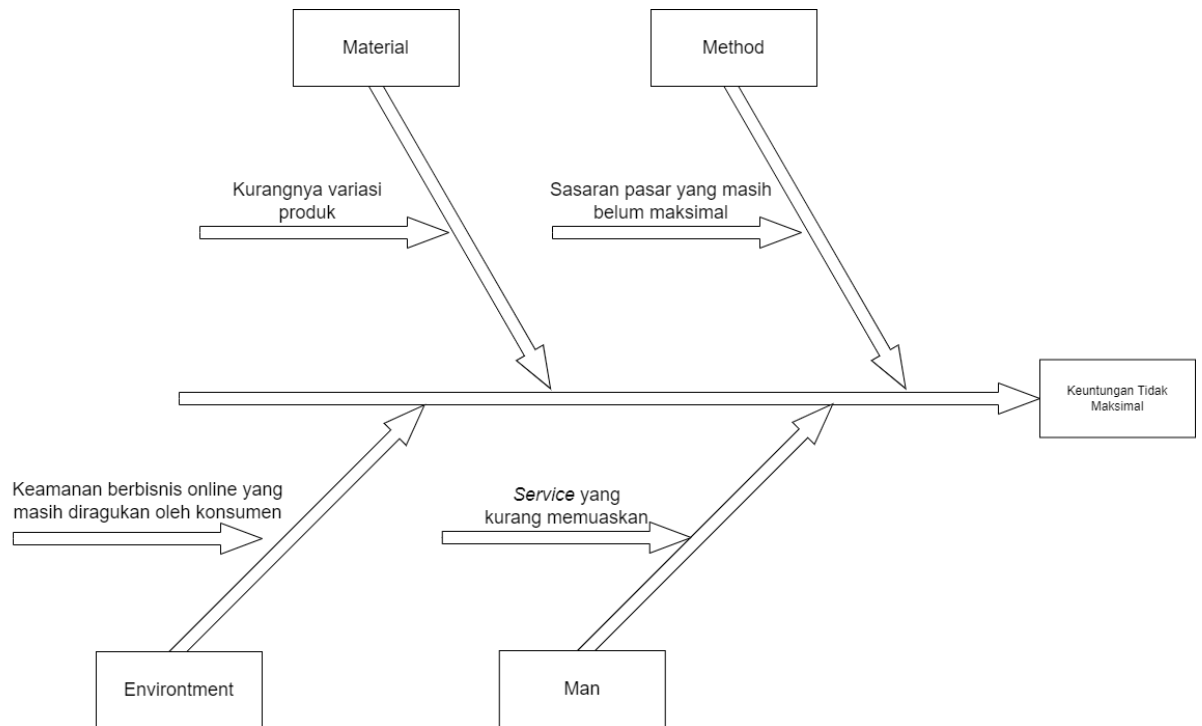 Material
Method
Kurangnya variasi
produk
Sasaran pasar yang masih
belum maksimal
Keuntungan Tidak
Maksimal
Keamanan berbisnis online yang
masih diragukan oleh konsumen
Service yang
kurang memuaskan
Environtment
Man